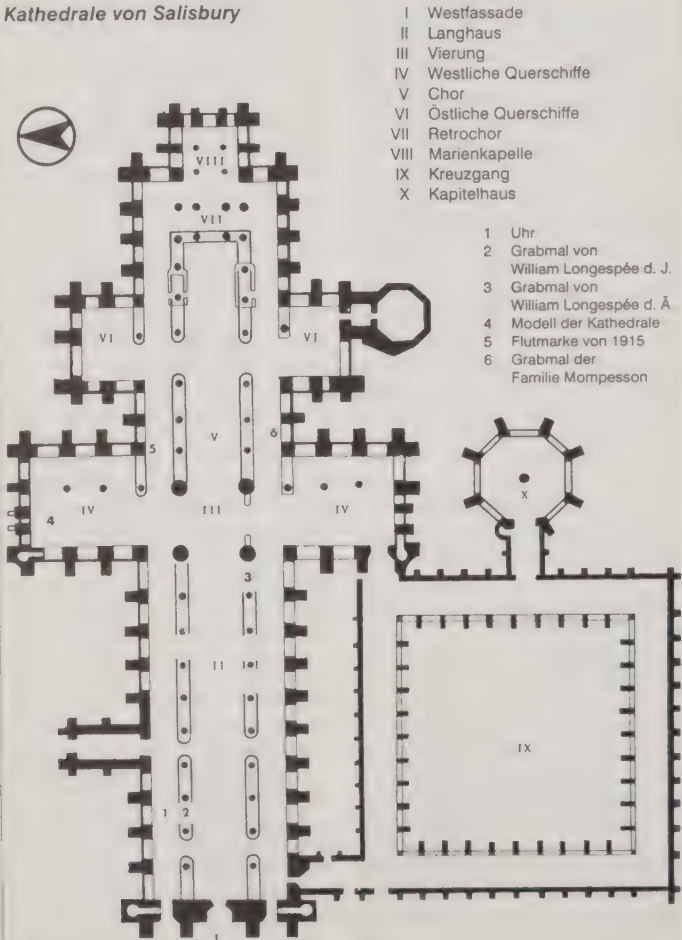 Kathedrale von Salisbury
I Westfassade
II Langhaus
III Vierung
IV Westliche Querschiffe
V Chor
VI Östliche Querschiffe
VII Retrochor
VIII Marienkapelle
IX Kreuzgang
X Kapitelhaus
1 Uhr
2 Grabmal von
William Longespée d. J.
3 Grabmal von
William Longespée d. Ä
4 Modell der Kathedrale
5 Flutmarke von 1915
6 Grabmal der
Familie Mompesson
VIII
VII
VI
VI
V
6
5
IV
III
IV
4
X
3
II
IX
1
2
I